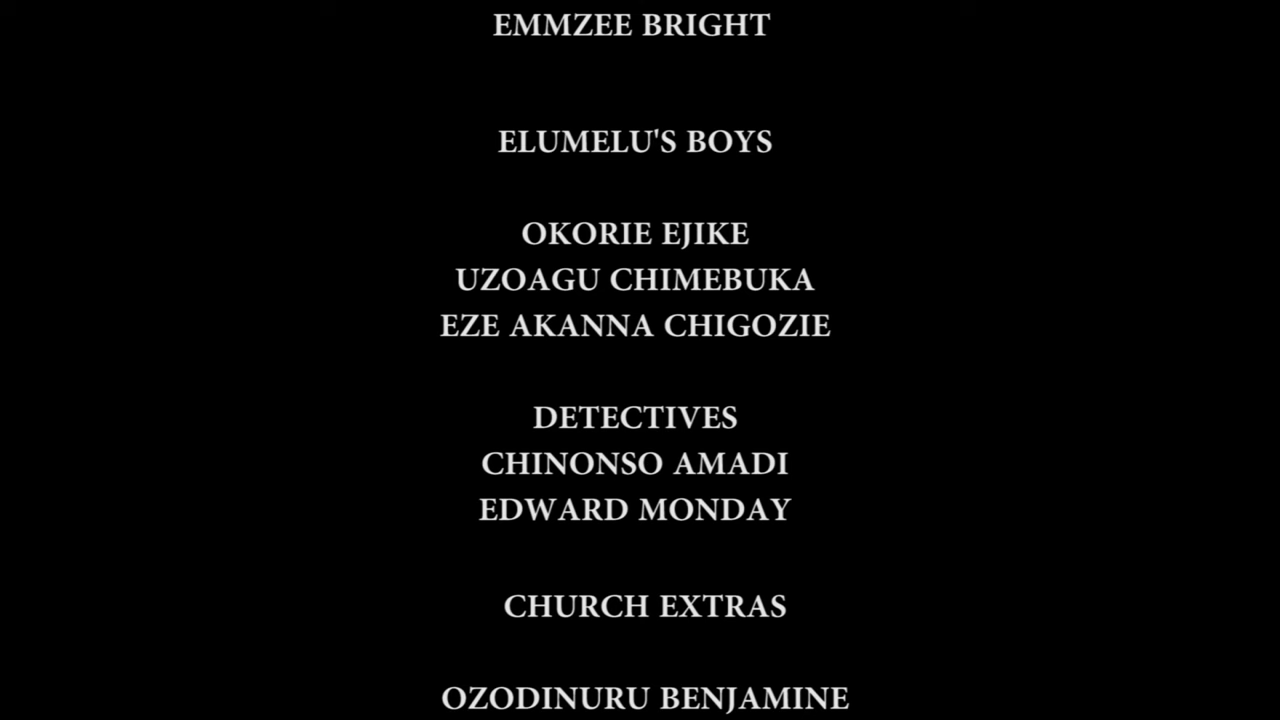 EMMZEE BRIGHT
ELUMELU'S BOYS
OKORIE EJIKE
UZOAGU CHIMEBUKA
EZE AKANNA CHIGOZIE
DETECTIVES
CHINONSO AMADI
EDWARD MONDAY
CHURCH EXTRAS
OZODINURU BENJAMINE